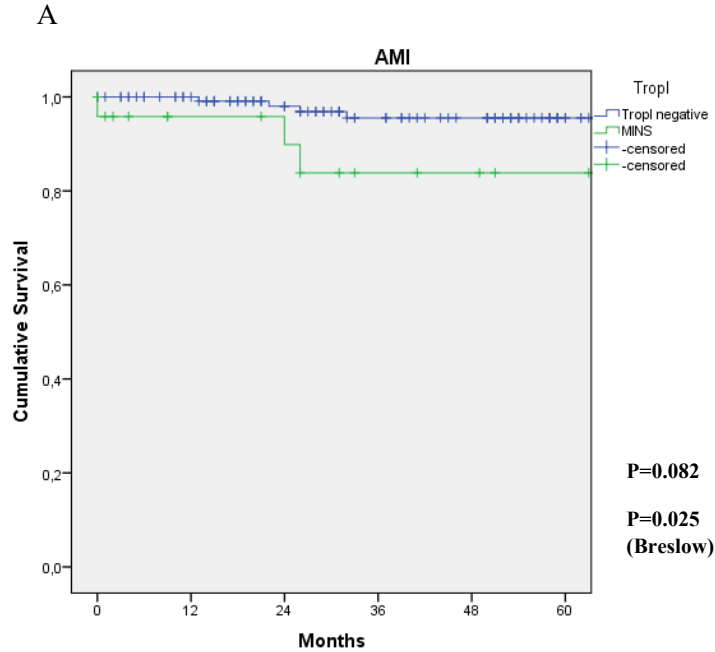 A
AMI
TropI
TropI negative
MINS
-censored
-censored
Cumulative Survival
1,0
0,8
0,6
0,4
0,2
0,0
0 12 24 36 48 60
Months
P=0.082
P=0.025
(Breslow)